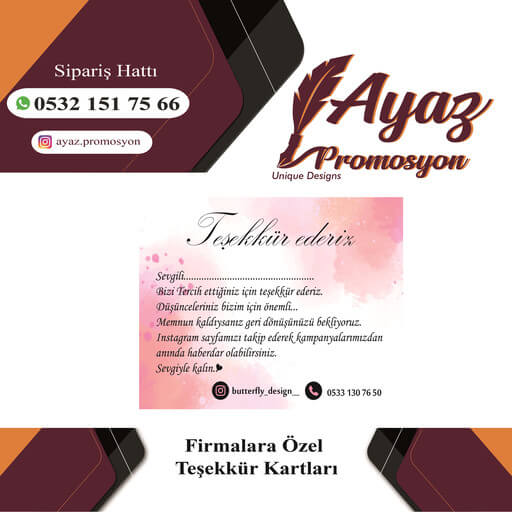 Sipariş Hattı
0532 151 75 66
ayaz.promosyon
Ayaz
Promosyon
Unique Designs
Teşekkür ederiz
Sevgili....................................................
Bizi Tercih ettiğiniz için teşekkür ederiz.
Düşünceleriniz bizim için önemli...
Memnun kaldıysanız geri dönüşünüzü bekliyoruz.
Instagram sayfamızı takip ederek kampanyalarımızdan
anında haberdar olabilirsiniz.
Sevgiyle kalın.
butterfly_design__ 0533 130 76 50
Firmalara Özel
Teşekkür Kartları